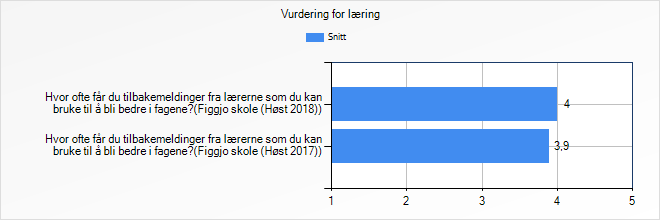 Vurdering for læring
Snitt
Hvor ofte får du tilbakemeldinger fra lærerne som du kan
bruke til å bli bedre i fagene?(Figgjo skole (Høst 2018))
4
Hvor ofte får du tilbakemeldinger fra lærerne som du kan
bruke til å bli bedre i fagene?(Figgjo skole (Høst 2017))
3,9
1 2 3 4 5